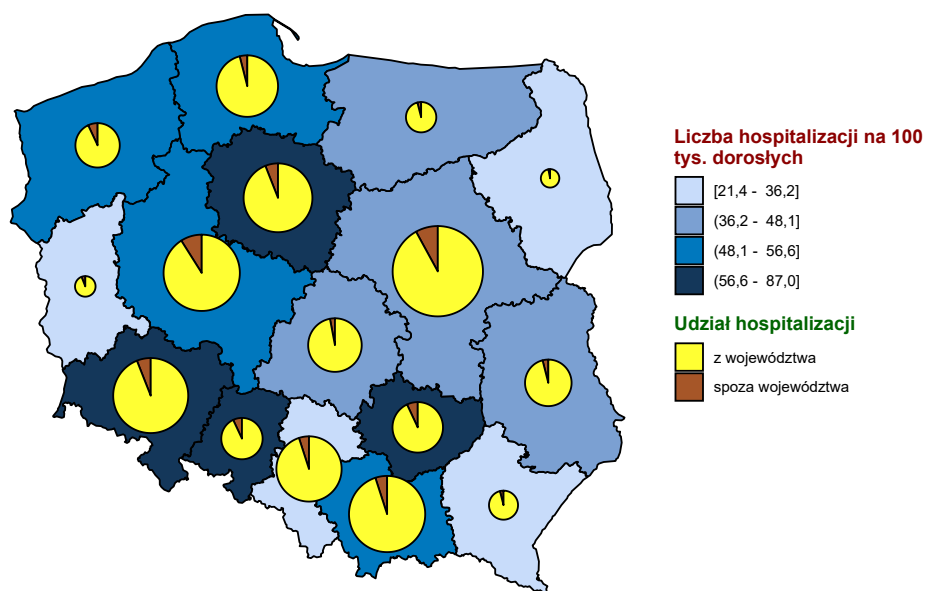 Liczba hospitalizacji na 100
tys. dorosłych
[21,4 - 36,2]
(36,2 - 48,1]
(48,1 - 56,6]
(56,6 - 87,0]
Udział hospitalizacji
z województwa
spoza województwa